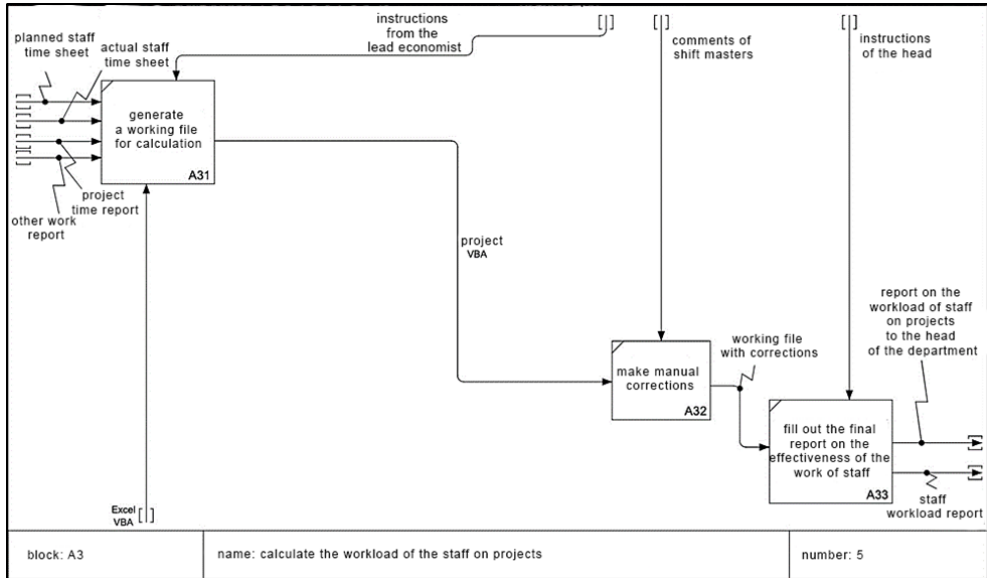 planned staff
time sheet
actual staff
time sheet
instructions
from the
lead economist
comments of
shift masters
instructions
of the head
generate
a working file
for calculation
A31
project
time report
other work
report
project
VBA
report on the
workload of staff
on projects
to the head
of the department
working file
with corrections
make manual
corrections
A32
fill out the final
report on the
effectiveness of the
work of staff
A33
staff
workload report
Excel
VBA
block: A3
name: calculate the workload of the staff on projects
number: 5